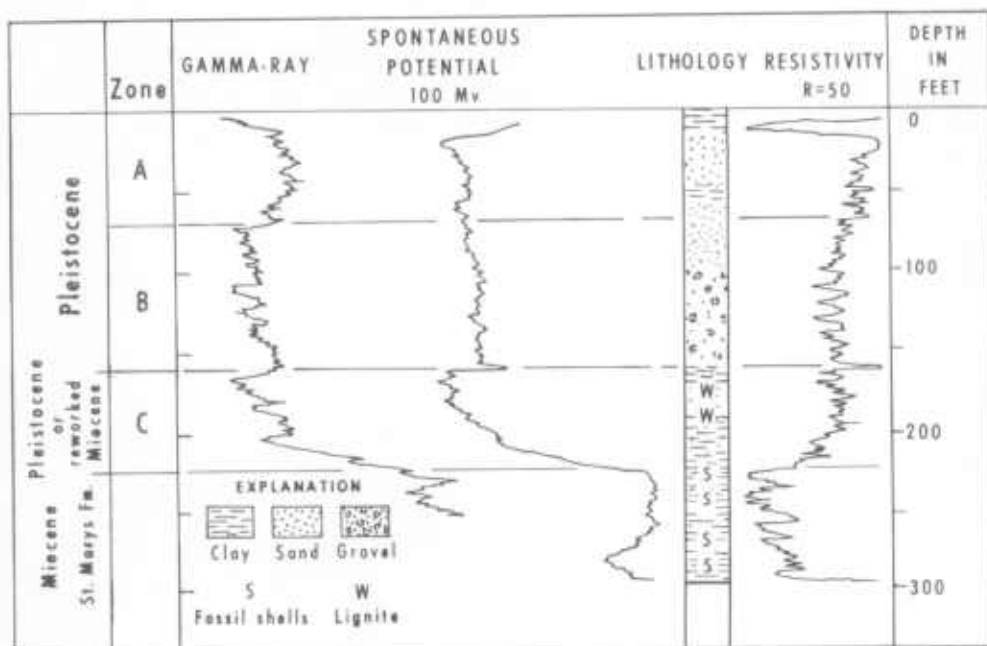 Zone
GAMMA-RAY
SPONTANEOUS
POTENTIAL
100 Mv
LITHOLOGY
RESISTIVITY
R=50
DEPTH
IN
FEET
Pleistocene
A
B
Pleistocene
or
reworked
Miocene
C
Miocene
St. Marys Fm.
W
W
S
S
S
S
0
100
200
300
EXPLANATION
Clay
Sand
Gravel
S
W
Fossil shells
Lignite